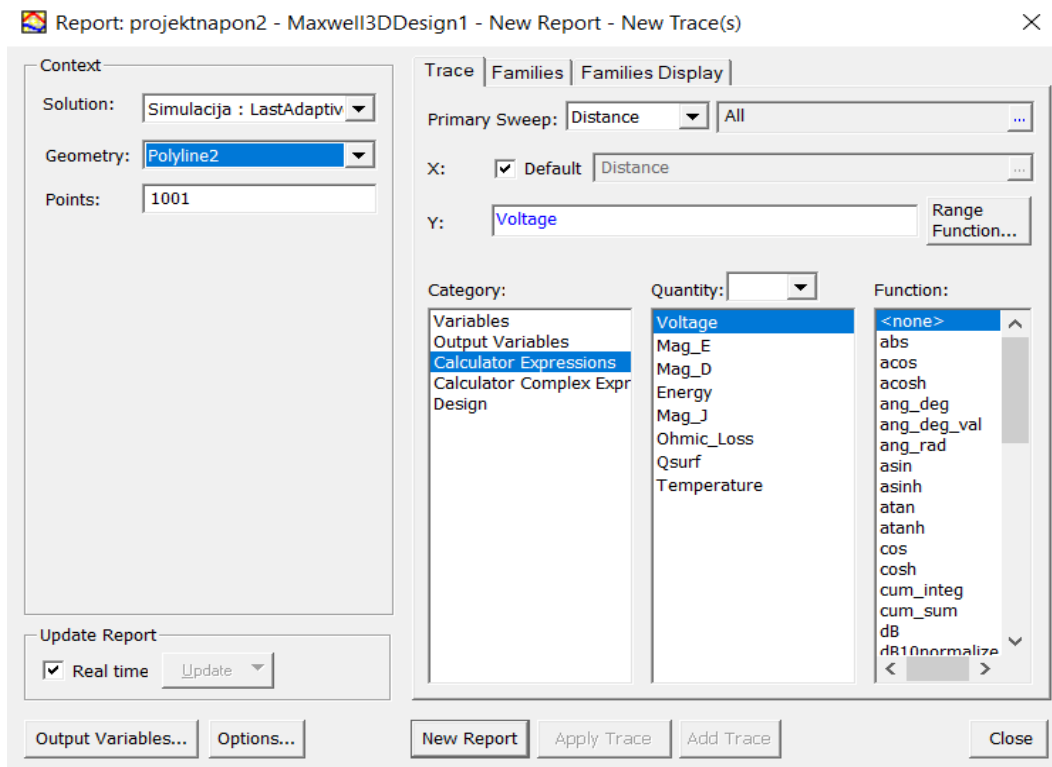 Report: projektnapon2 - Maxwell3DDesign1 - New Report - New Trace(s)
Context
Solution:
Simulacija : LastAdaptiv
Geometry:
Polyline2
Points:
1001
Update Report
Real time
Update
Output Variables...
Options...
Trace
Families
Families Display
Primary Sweep:
Distance
All
...
X:
Default
Distance
...
Y:
Voltage
Range
Function...
Category:
Variables
Output Variables
Calculator Expressions
Calculator Complex Expr
Design
Quantity:
Voltage
Mag_E
Mag_D
Energy
Mag_J
Ohmic_Loss
Qsurf
Temperature
Function:
<none>
abs
acos
acosh
ang_deg
ang_deg_val
ang_rad
asin
asinh
atan
atanh
cos
cosh
cum_integ
cum_sum
dB
dB10normalize
New Report
Apply Trace
Add Trace
Close